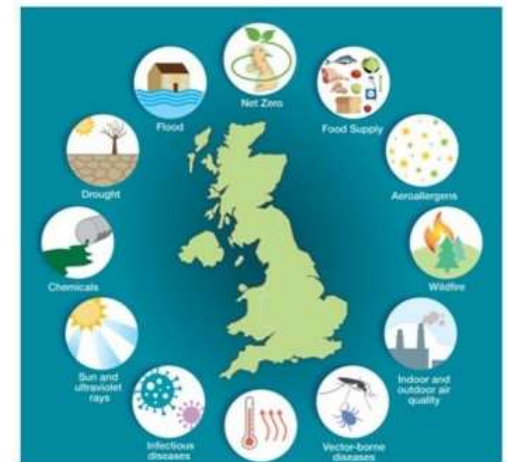 Net Zero
Food Supply
Aeroallergens
Wildfire
Indoor and
outdoor air
quality
Vector-borne
diseases
Infectious
diseases
Sun and
ultraviolet
rays
Chemicals
Drought
Flood